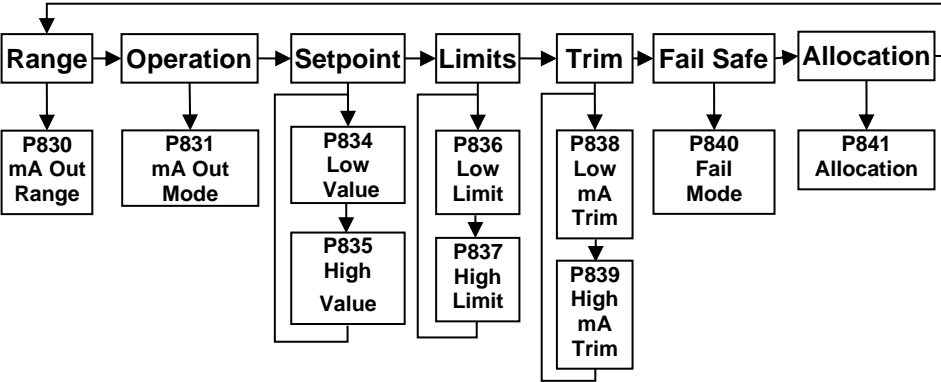 Range
Operation
Setpoint
Limits
Trim
Fail Safe
Allocation
P830
mA Out
Range
P831
mA Out
Mode
P834
Low
Value
P835
High
Value
P836
Low
Limit
P837
High
Limit
P838
Low
mA
Trim
P839
High
mA
Trim
P840
Fail
Mode
P841
Allocation